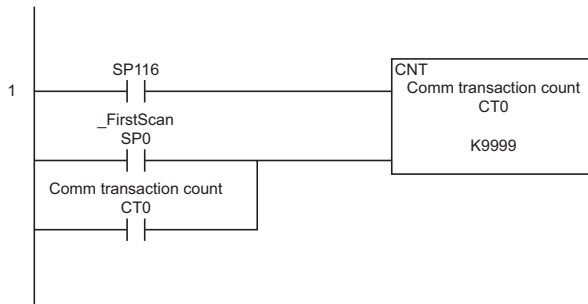 SP116
CNT
Comm transaction count
CT0
1
_FirstScan
SP0
K9999
Comm transaction count
CT0